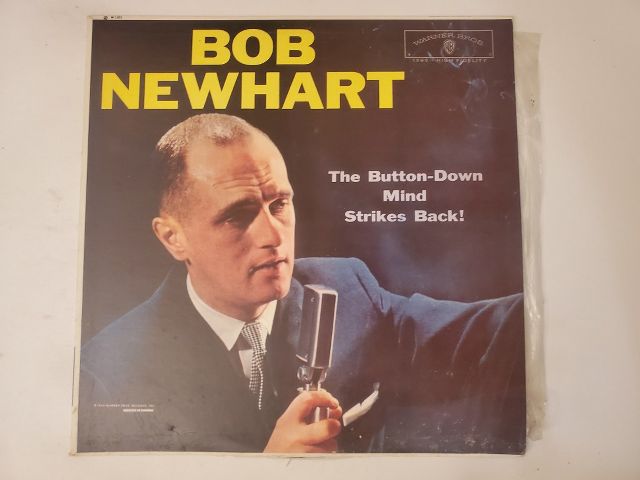 BOB
NEWHART
WARNER BROS.
The Button-Down
Mind
Strikes Back!